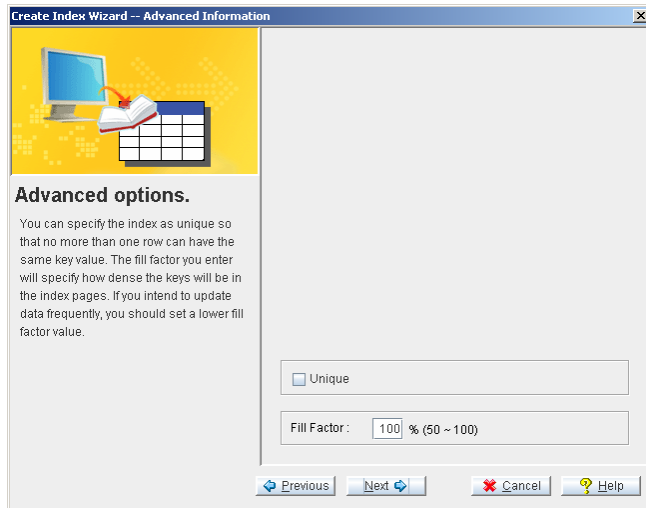 Create Index Wizard -- Advanced Information
Advanced options.
You can specify the index as unique so
that no more than one row can have the
same key value. The fill factor you enter
will specify how dense the keys will be in
the index pages. If you intend to update
data frequently, you should set a lower fill
factor value.
Unique
Fill Factor : 100 % (50 ~ 100)
Previous Next Cancel Help